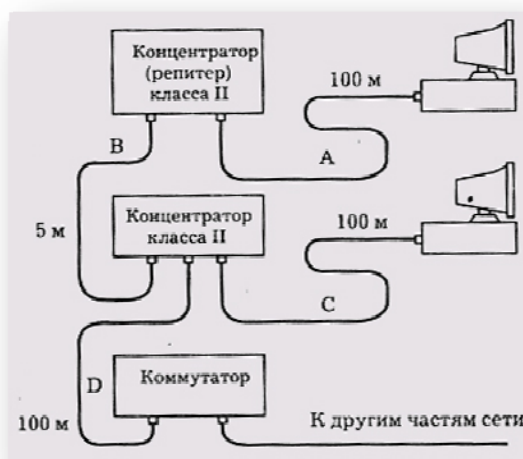 Концентратор
(репитер)
класса II
100 м
B
A
5 м
Концентратор
класса II
100 м
C
D
Коммутатор
100 м
К другим частям сети